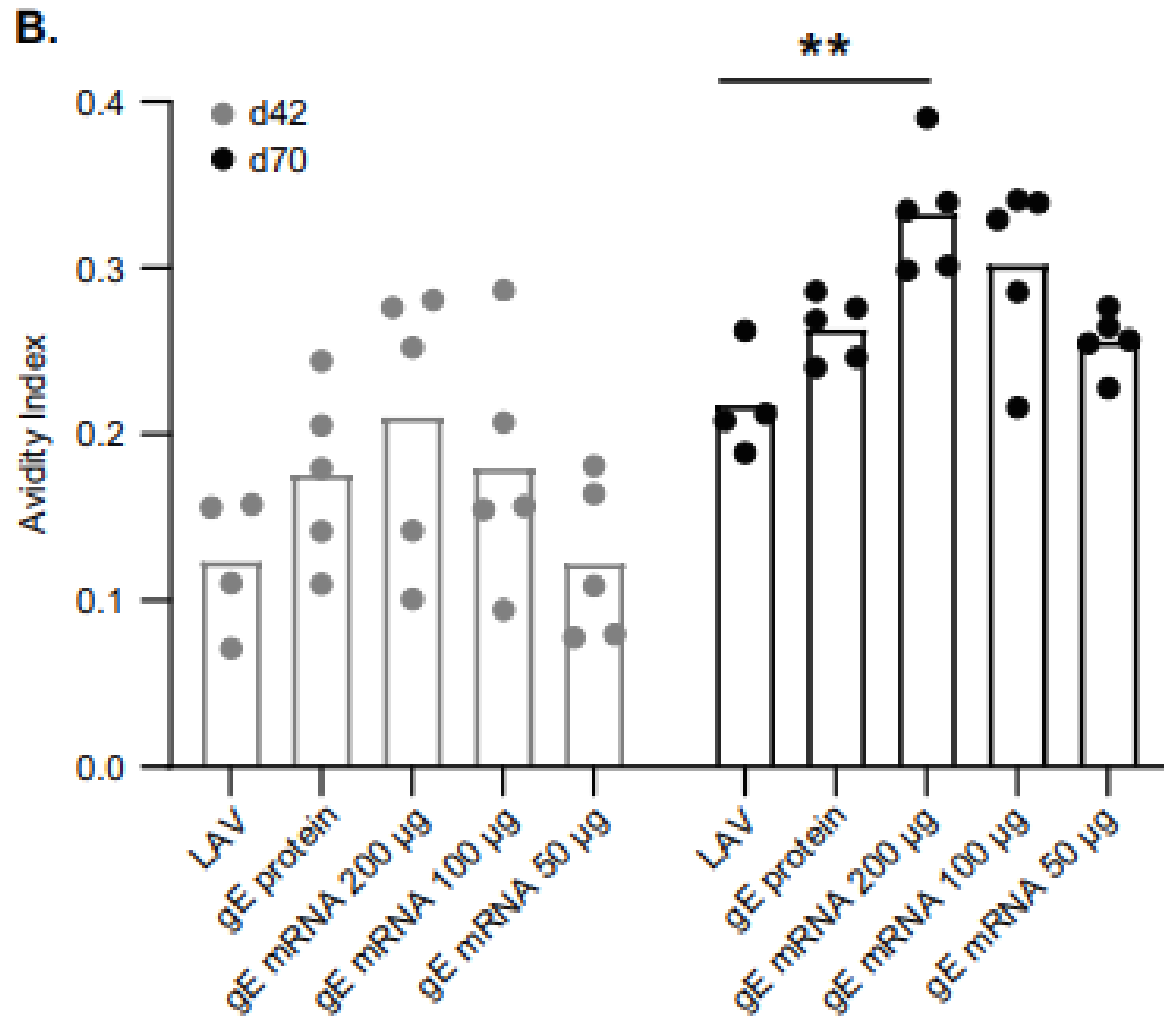 B.
**
0.4
0.3
0.2
0.1
0.0
Avidity Index
d42
d70
LAV
gE protein
gE mRNA 200 µg
gE mRNA 100 µg
gE mRNA 50 µg
LAV
gE protein
gE mRNA 200 µg
gE mRNA 100 µg
gE mRNA 50 µg